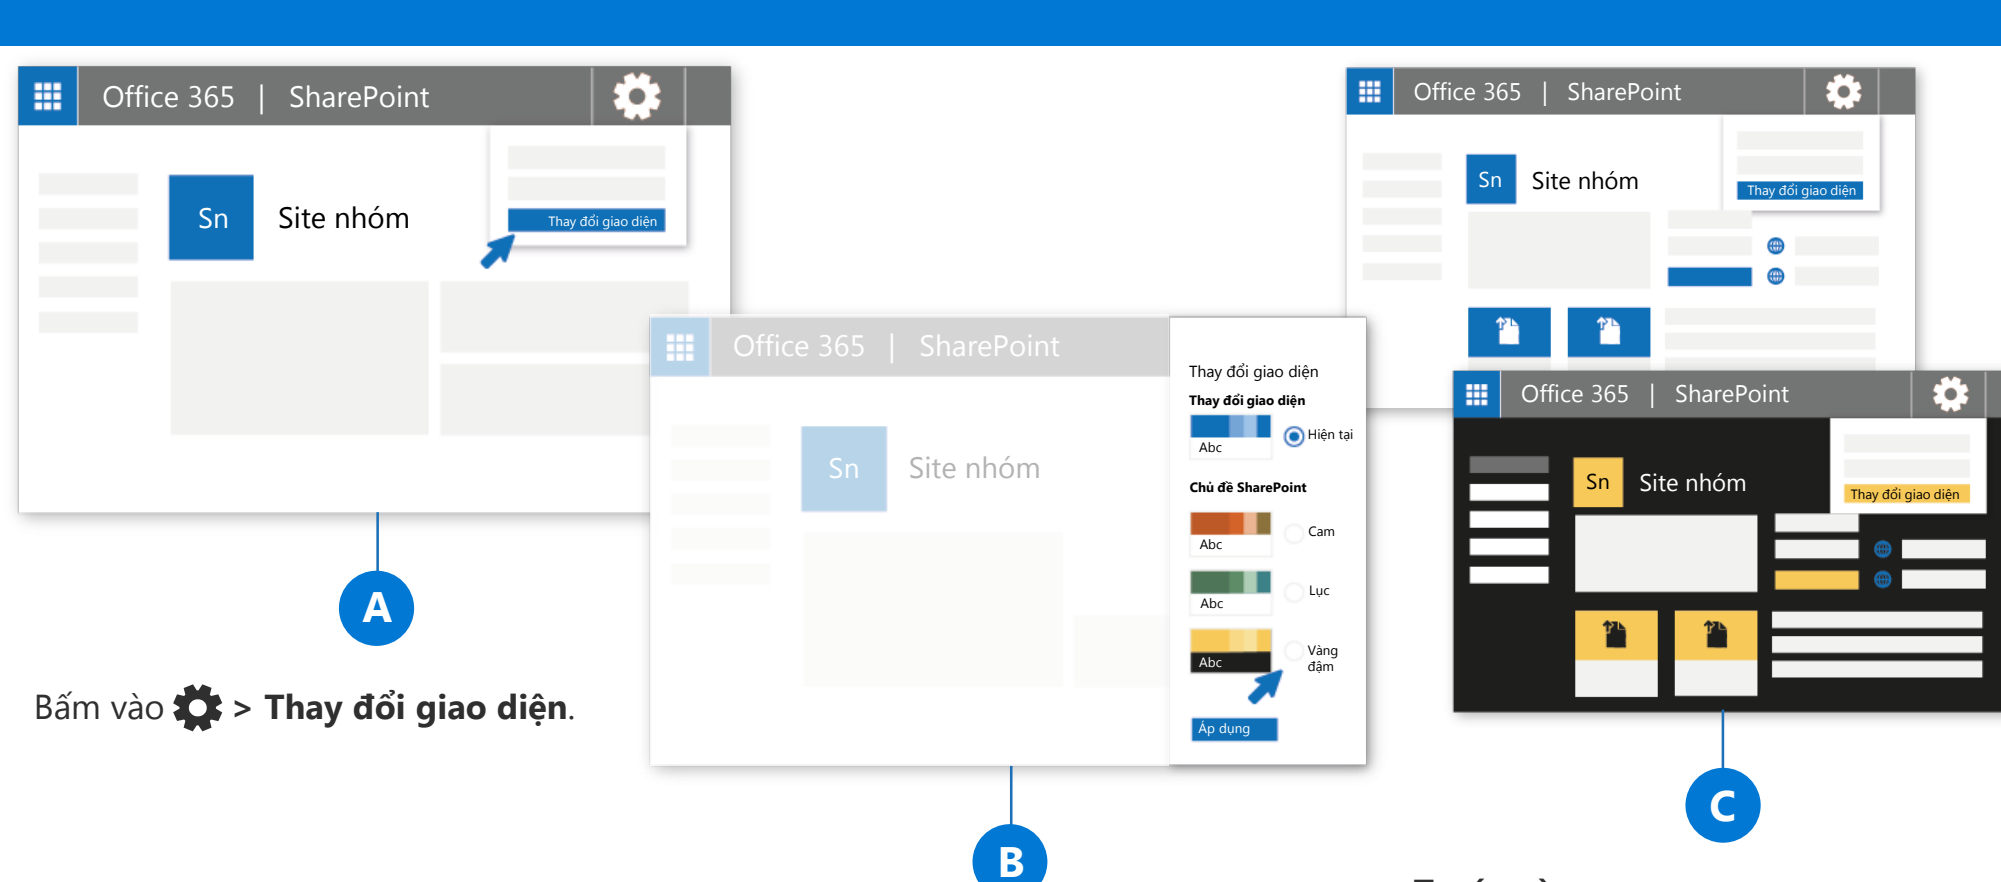 Office 365 | SharePoint
Thay đổi giao diện
Sn
Site nhóm
A
Bấm vào > Thay đổi giao diện.
Office 365 | SharePoint
Sn
Site nhóm
Thay đổi giao diện
Thay đổi giao diện
Abc
Hiện tại
Chủ đề SharePoint
Abc
Cam
Abc
Lục
Abc
Vàng
đậm
Áp dụng
B
Office 365 | SharePoint
Sn
Site nhóm
Thay đổi giao diện
Office 365 | SharePoint
Sn
Site nhóm
Thay đổi giao diện
C